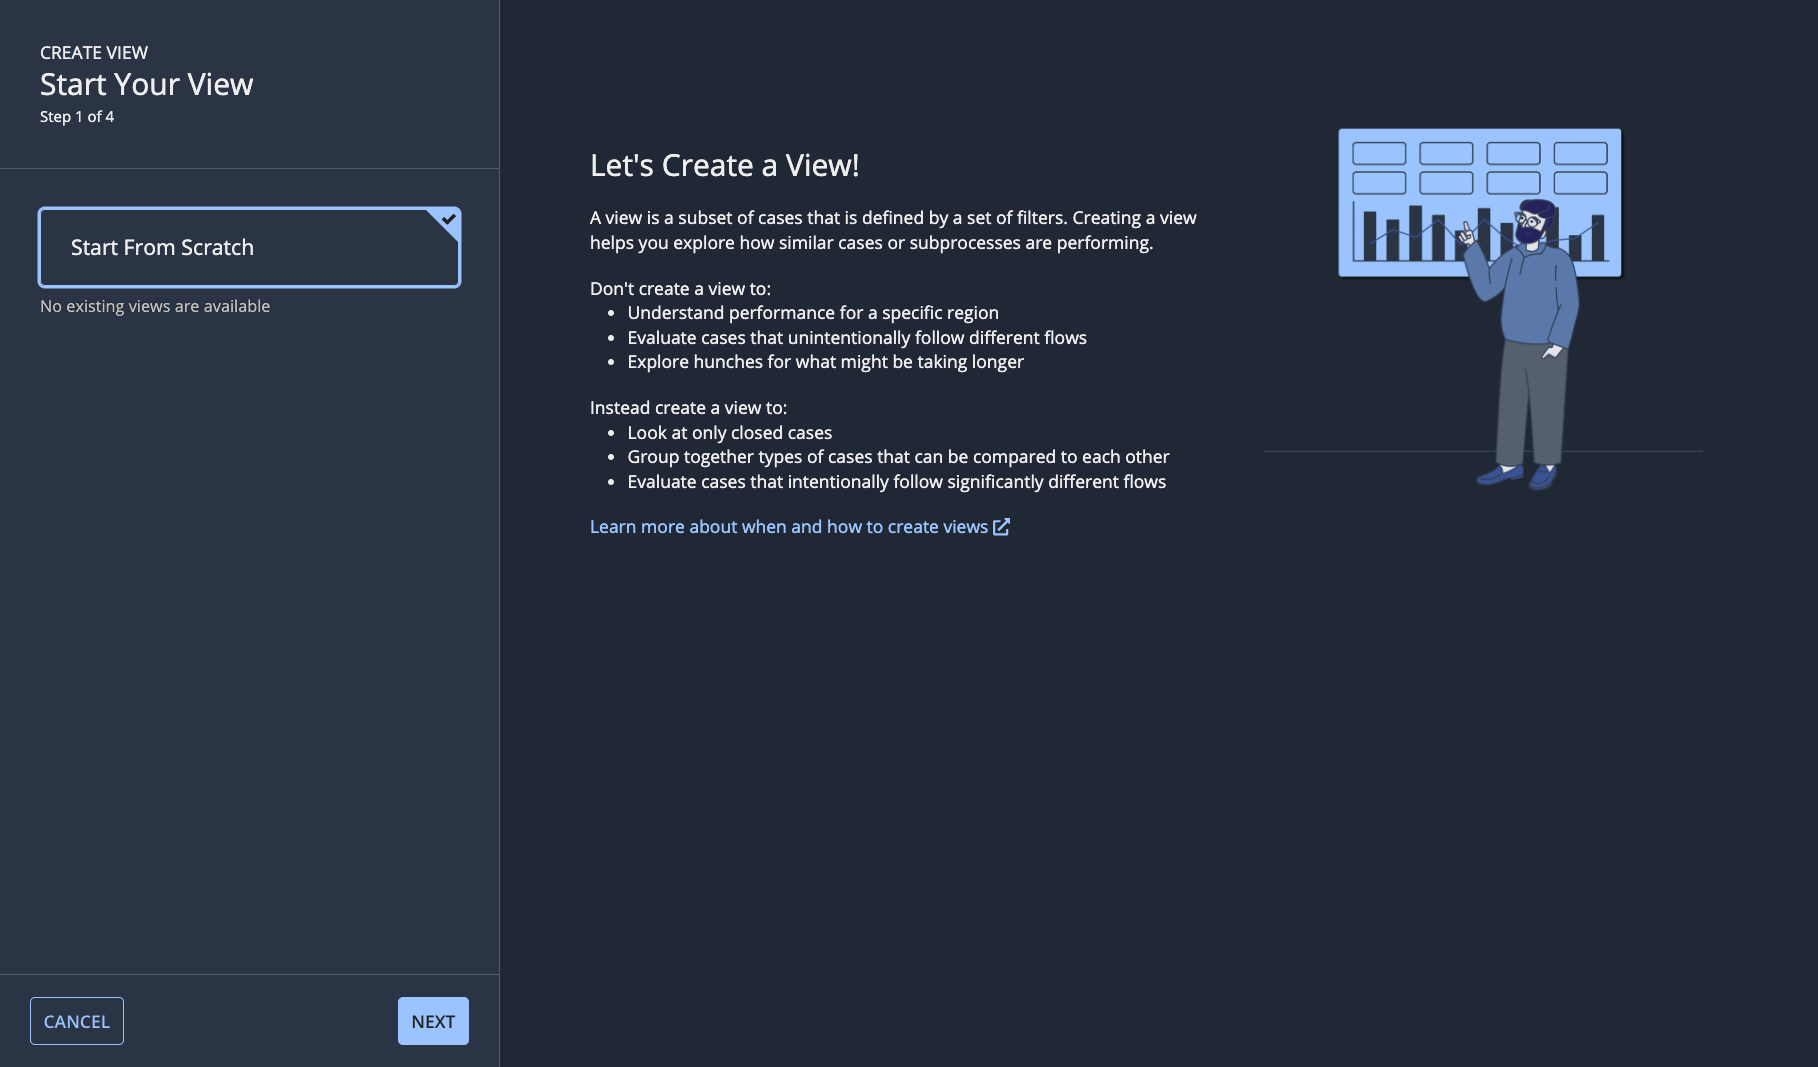 CREATE VIEW
Start Your View
Step 1 of 4
Start From Scratch
No existing views are available
CANCEL
NEXT
Let's Create a View!
A view is a subset of cases that is defined by a set of filters. Creating a view
helps you explore how similar cases or subprocesses are performing.
Don't create a view to:
• Understand performance for a specific region
• Evaluate cases that unintentionally follow different flows
• Explore hunches for what might be taking longer
Instead create a view to:
• Look at only closed cases
• Group together types of cases that can be compared to each other
• Evaluate cases that intentionally follow significantly different flows
Learn more about when and how to create views